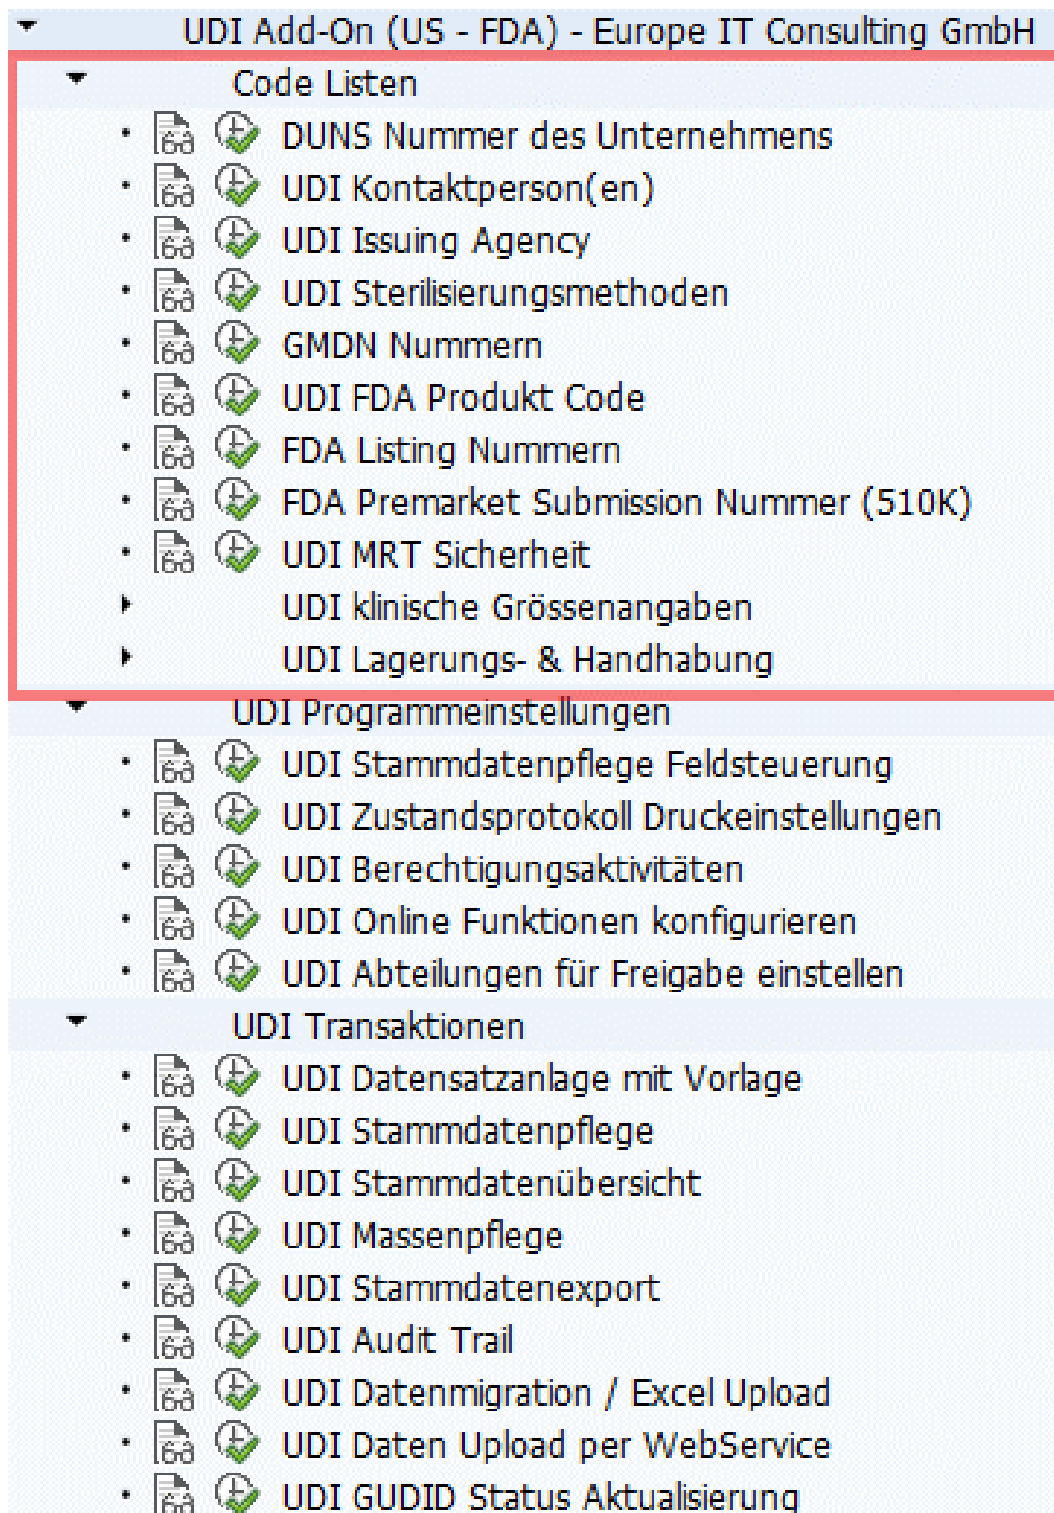 UDI Add-On (US - FDA) - Europe IT Consulting GmbH
Code Listen
DUNS Nummer des Unternehmens
UDI Kontaktperson(en)
UDI Issuing Agency
UDI Sterilisierungsmethoden
GMDN Nummern
UDI FDA Produkt Code
FDA Listing Nummern
FDA Premarket Submission Nummer (510K)
UDI MRT Sicherheit
UDI klinische Grössenangaben
UDI Lagerungs- & Handhabung
UDI Programmeinstellungen
UDI Stammdatenpflege Feldsteuerung
UDI Zustandsprotokoll Druckeinstellungen
UDI Berechtigungsaktivitäten
UDI Online Funktionen konfigurieren
UDI Abteilungen für Freigabe einstellen
UDI Transaktionen
UDI Datensatzanlage mit Vorlage
UDI Stammdatenpflege
UDI Stammdatenübersicht
UDI Massenpflege
UDI Stammdatenexport
UDI Audit Trail
UDI Datenmigration / Excel Upload
UDI Daten Upload per WebService
UDI GUDID Status Aktualisierung